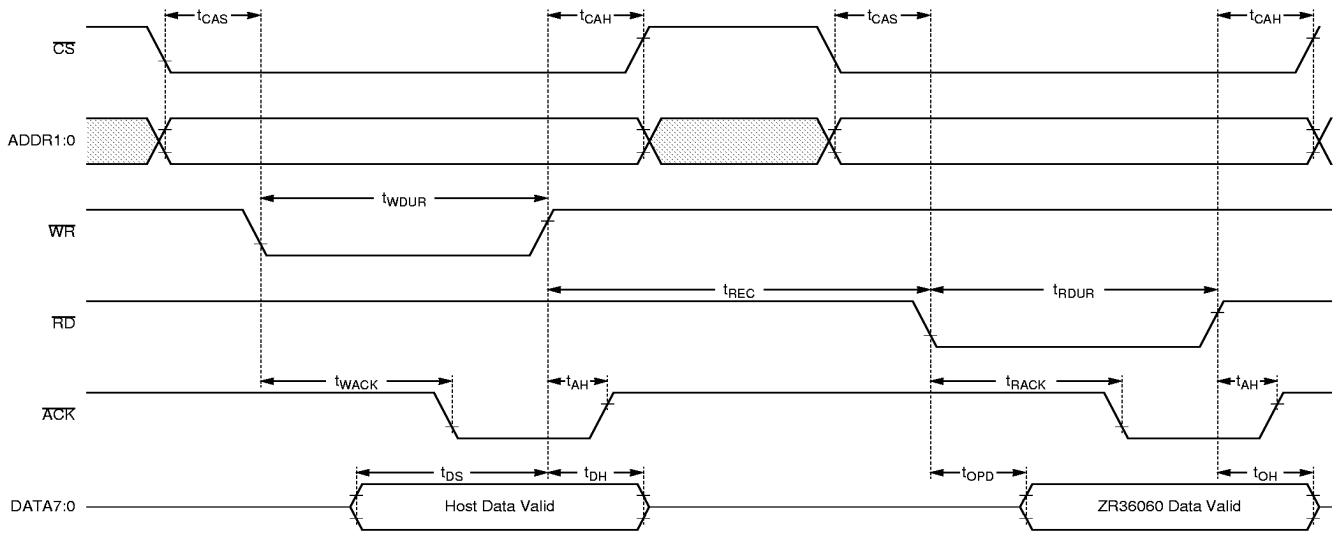 tCAS tCAH tCAS tCAH
CS
ADDR1:0
tWDUR
WR
tREC tRDUR
RD
tWACK tAH tRACK tAH
ACK
tDS tDH tOPD tOH
DATA7:0 Host Data Valid ZR36060 Data Valid